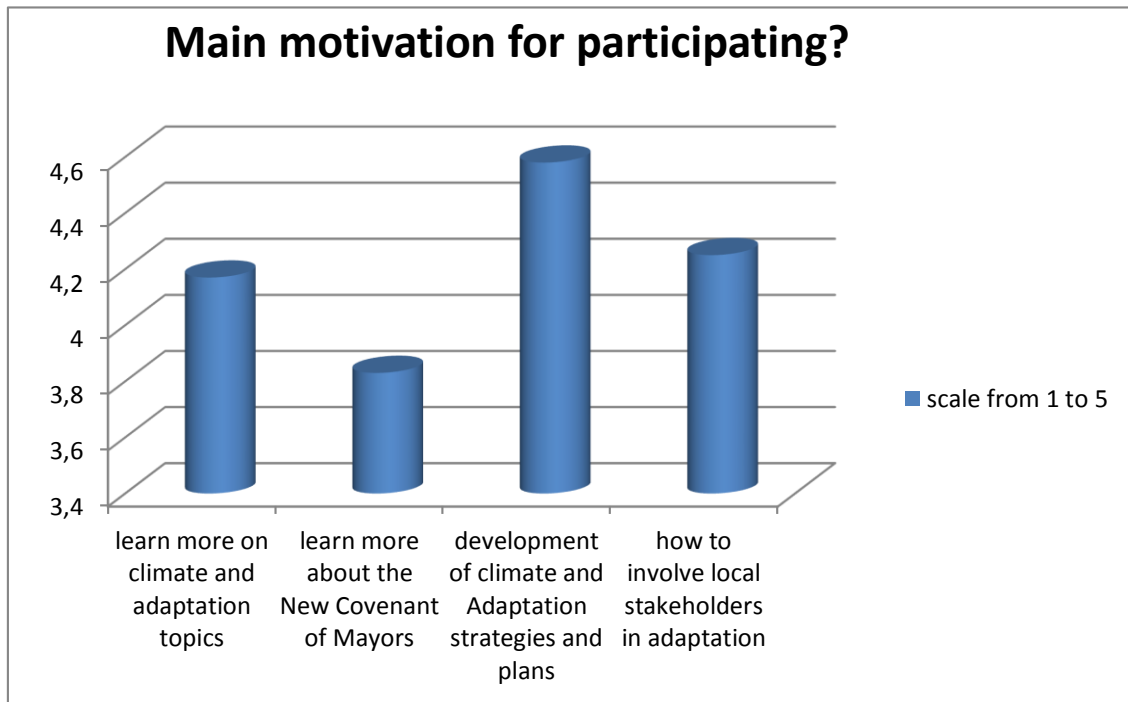 Main motivation for participating?
4,6
4,4
4,2
4
3,8
3,6
3,4
learn more on
climate and
adaptation
topics
learn more
about the
New Covenant
of Mayors
development
of climate and
Adaptation
strategies and
plans
how to
involve local
stakeholders
in adaptation
scale from 1 to 5